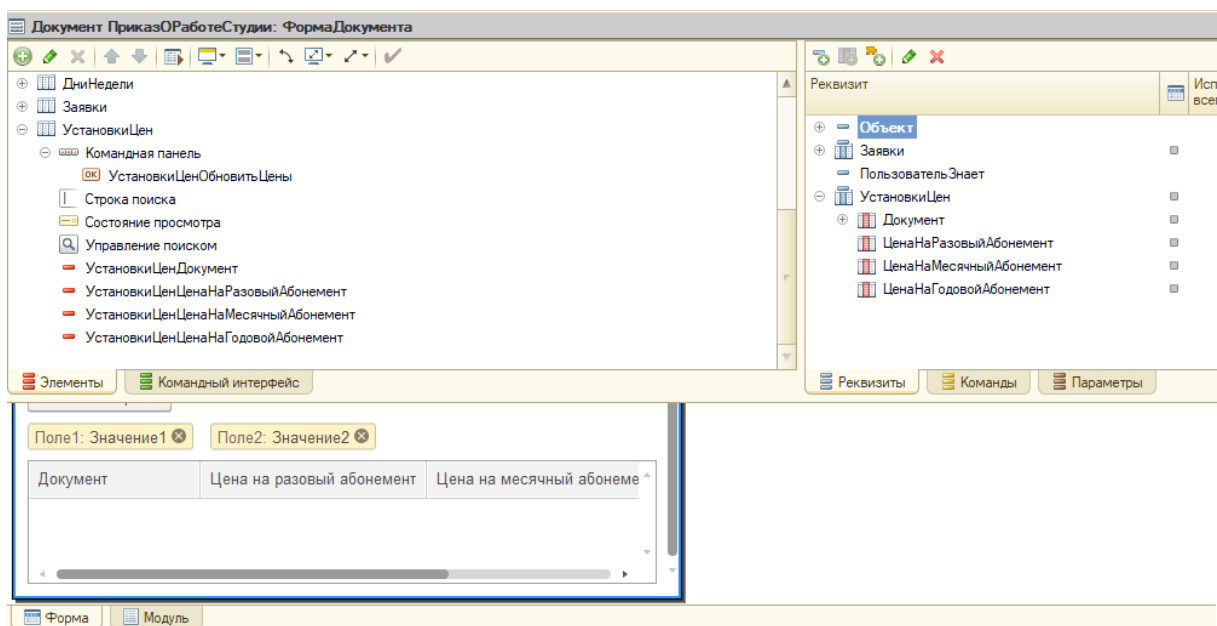 Документ ПриказОРаботеСтудии: ФормаДокумента
ДниНедели
Заявки
УстановкиЦен
Командная панель
OK УстановкиЦенОбновитьЦены
Строка поиска
Состояние просмотра
Управление поиском
УстановкиЦенДокумент
УстановкиЦенЦенаНаРазовыйАбонемент
УстановкиЦенЦенаНаМесячныйАбонемент
УстановкиЦенЦенаНаГодовойАбонемент
Элементы Командный интерфейс
Реквизит
Объект
Заявки
ПользовательЗнает
УстановкиЦен
Документ
ЦенаНаРазовыйАбонемент
ЦенаНаМесячныйАбонемент
ЦенаНаГодовойАбонемент
Реквизиты Команды Параметры
Поле1: Значение1 Поле2: Значение2
Документ Цена на разовый абонемент Цена на месячный абонеме
Форма Модуль